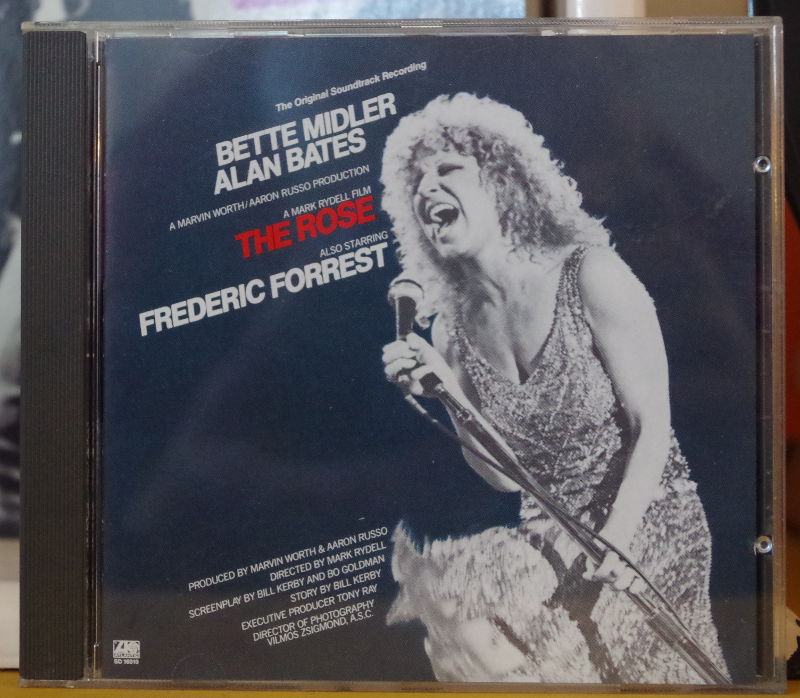 The Original Soundtrack Recording
BETTE MIDLER
ALAN BATES
A MARVIN WORTH/AARON RUSSO PRODUCTION
A MARK RYDELL FILM
THE ROSE
ALSO STARRING
FREDERIC FORREST
PRODUCED BY MARVIN WORTH & AARON RUSSO
DIRECTED BY MARK RYDELL
SCREENPLAY BY BILL KERBY AND BO GOLDMAN
STORY BY BILL KERBY
EXECUTIVE PRODUCER TONY RAY
DIRECTOR OF PHOTOGRAPHY
VILMOS ZSIGMOND, A.S.C.
ATLANTIC
SD 16010